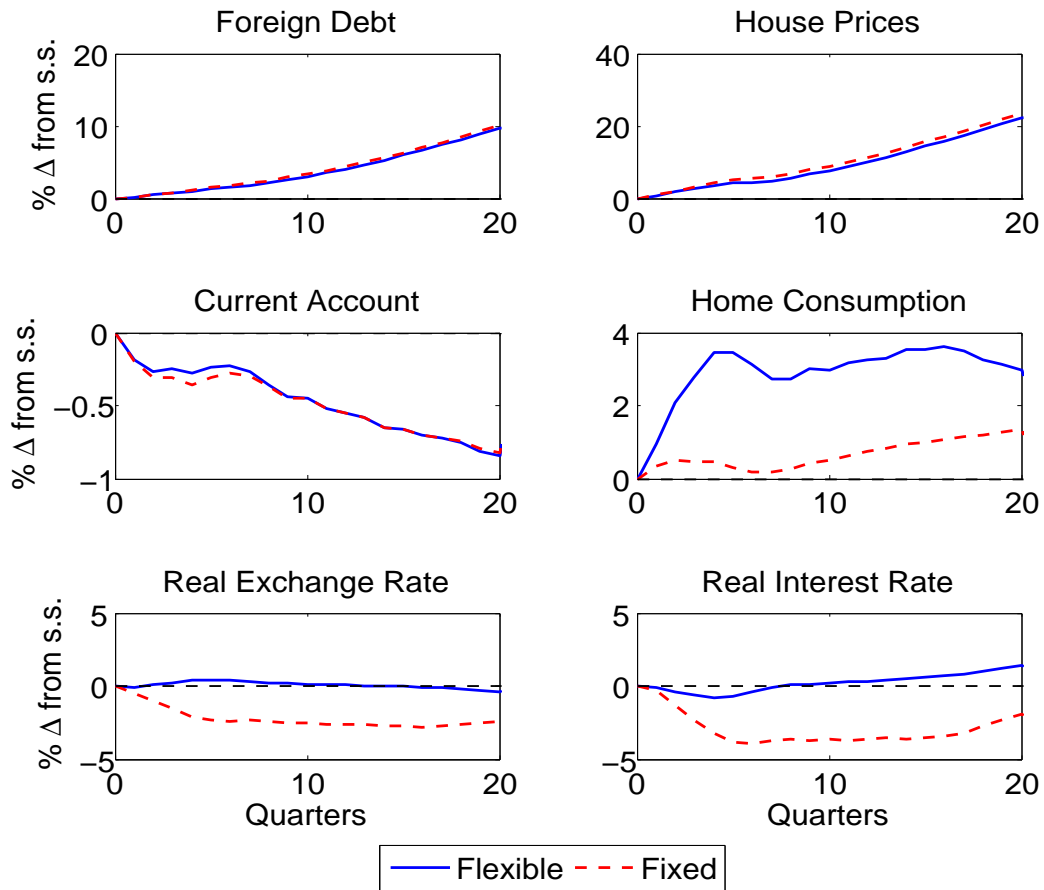 Foreign Debt
House Prices
% Δ from s.s.
20
10
0
0
10
20
40
20
0
0
10
20
Current Account
Home Consumption
% Δ from s.s.
0
−0.5
−1
0
10
20
4
2
0
0
10
20
Real Exchange Rate
Real Interest Rate
% Δ from s.s.
5
0
−5
0
10
20
Quarters
5
0
−5
0
10
20
Quarters
Flexible
Fixed